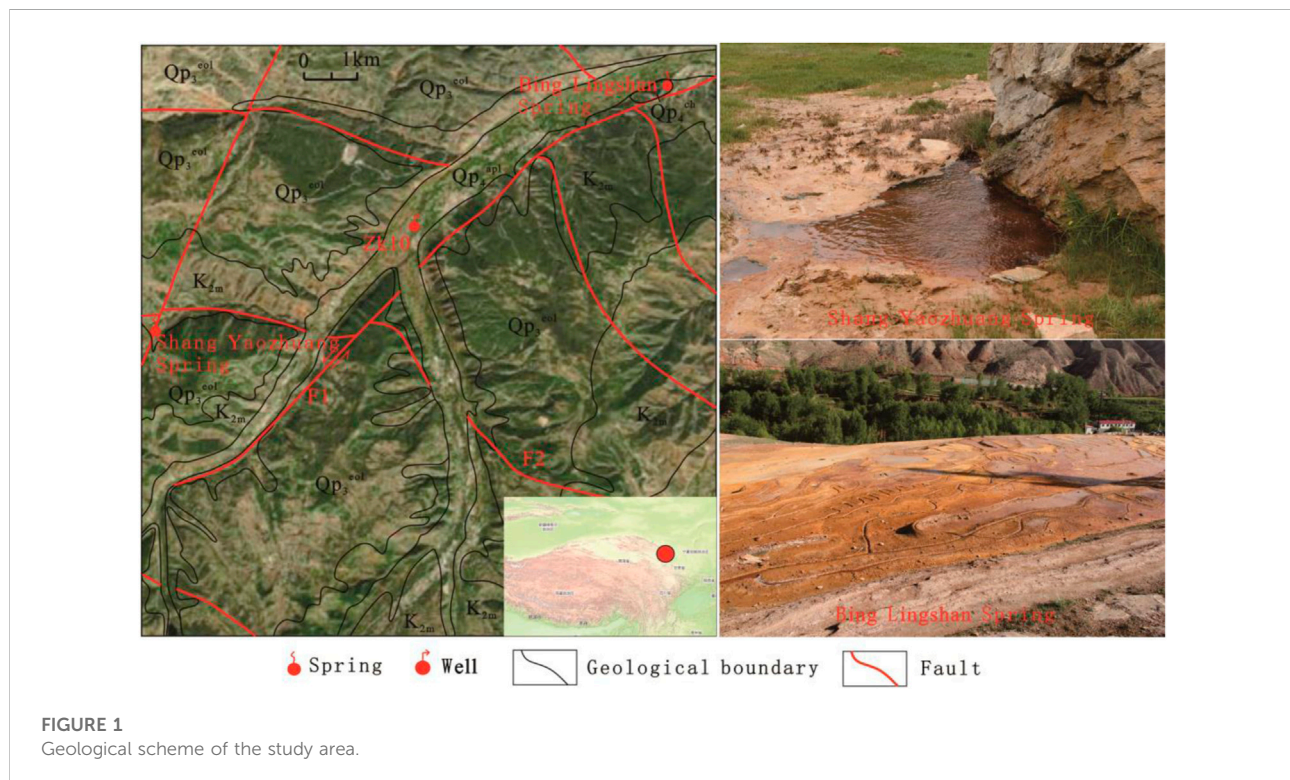 0 1km
Qp₃ᵉᵒˡ
Qp₃ᵉᵒˡ
Bing Lingshan
Spring
Qp₄ᶜʰ
Qp₃ᵉᵒˡ
Qp₃ᵉᵒˡ
Qp₄ᵃᵖˡ
K₂ₘ
Zk10
K₂ₘ
Qp₃ᵉᵒˡ
Shang Yaozhuang
Spring
Qp₃ᵉᵒˡ
K₂ₘ
F1
K₂ₘ
F2
Qp₃ᵉᵒˡ
K₂ₘ
K₂ₘ
Shang Yaozhuang Spring
Bing Lingshan Spring
Spring
Well
Geological boundary
Fault
FIGURE 1
Geological scheme of the study area.